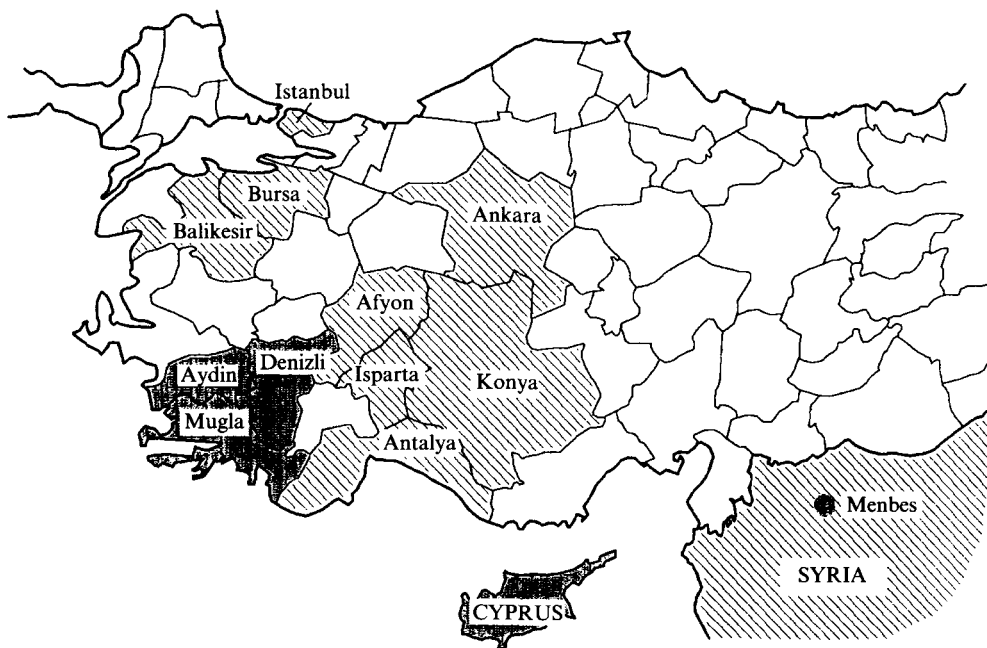 Istanbul
Bursa
Balikesir
Ankara
Afyon
Denizli
Aydin
Isparta
Konya
Mugla
Antalya
Menbes
SYRIA
CYPRUS